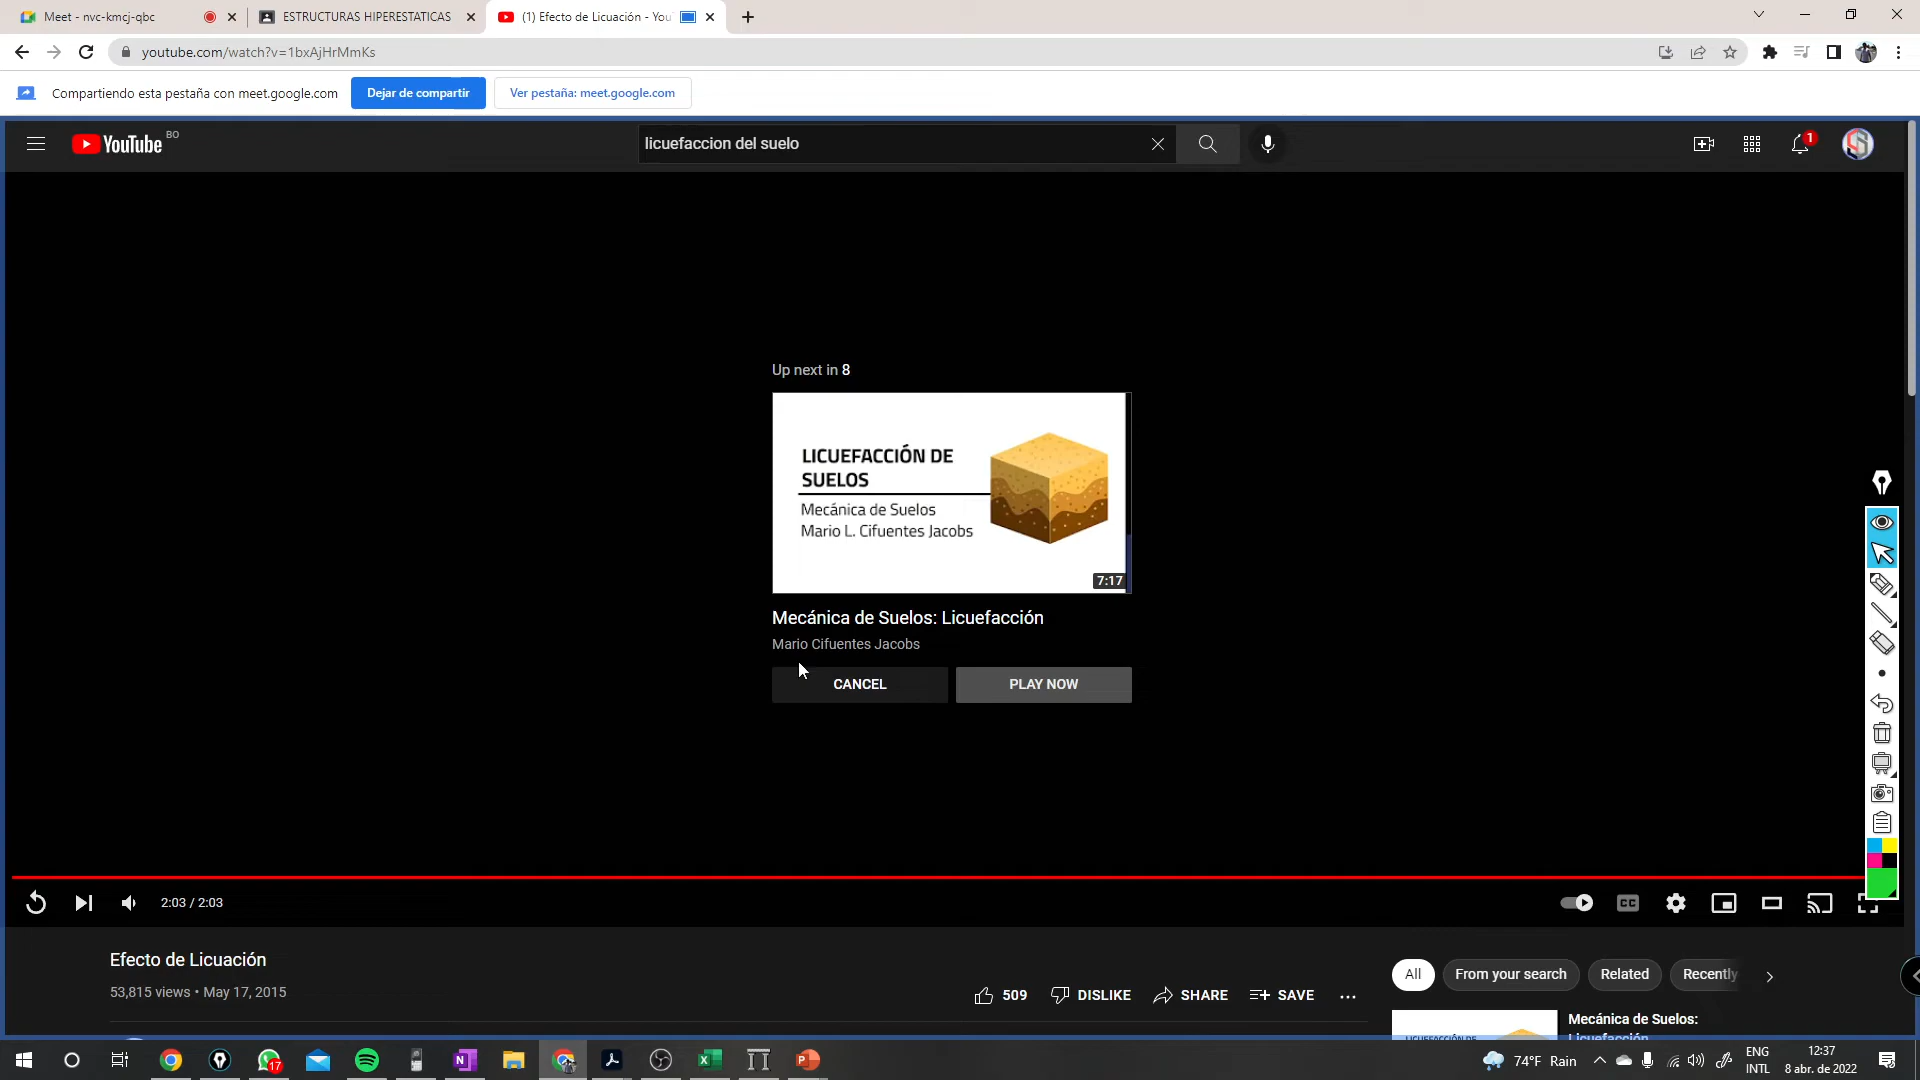 Meet - nvc-kmcj-qbc
ESTRUCTURAS HIPERESTATICAS
(1) Efecto de Licuación - You
youtube.com/watch?v=1bxAjHrMmKs
Compartiendo esta pestaña con meet.google.com
Dejar de compartir
Ver pestaña: meet.google.com
YouTube BO
licuefaccion del suelo
1
Up next in 8
LICUEFACCIÓN DE
SUELOS
Mecánica de Suelos
Mario L. Cifuentes Jacobs
7:17
Mecánica de Suelos: Licuefacción
Mario Cifuentes Jacobs
CANCEL
PLAY NOW
2:03 / 2:03
CC
Efecto de Licuación
53,815 views • May 17, 2015
509
DISLIKE
SHARE
SAVE
All
From your search
Related
Recently
Mecánica de Suelos:
Licuefacción
17
74°F Rain
ENG
INTL
12:37
8 abr. de 2022